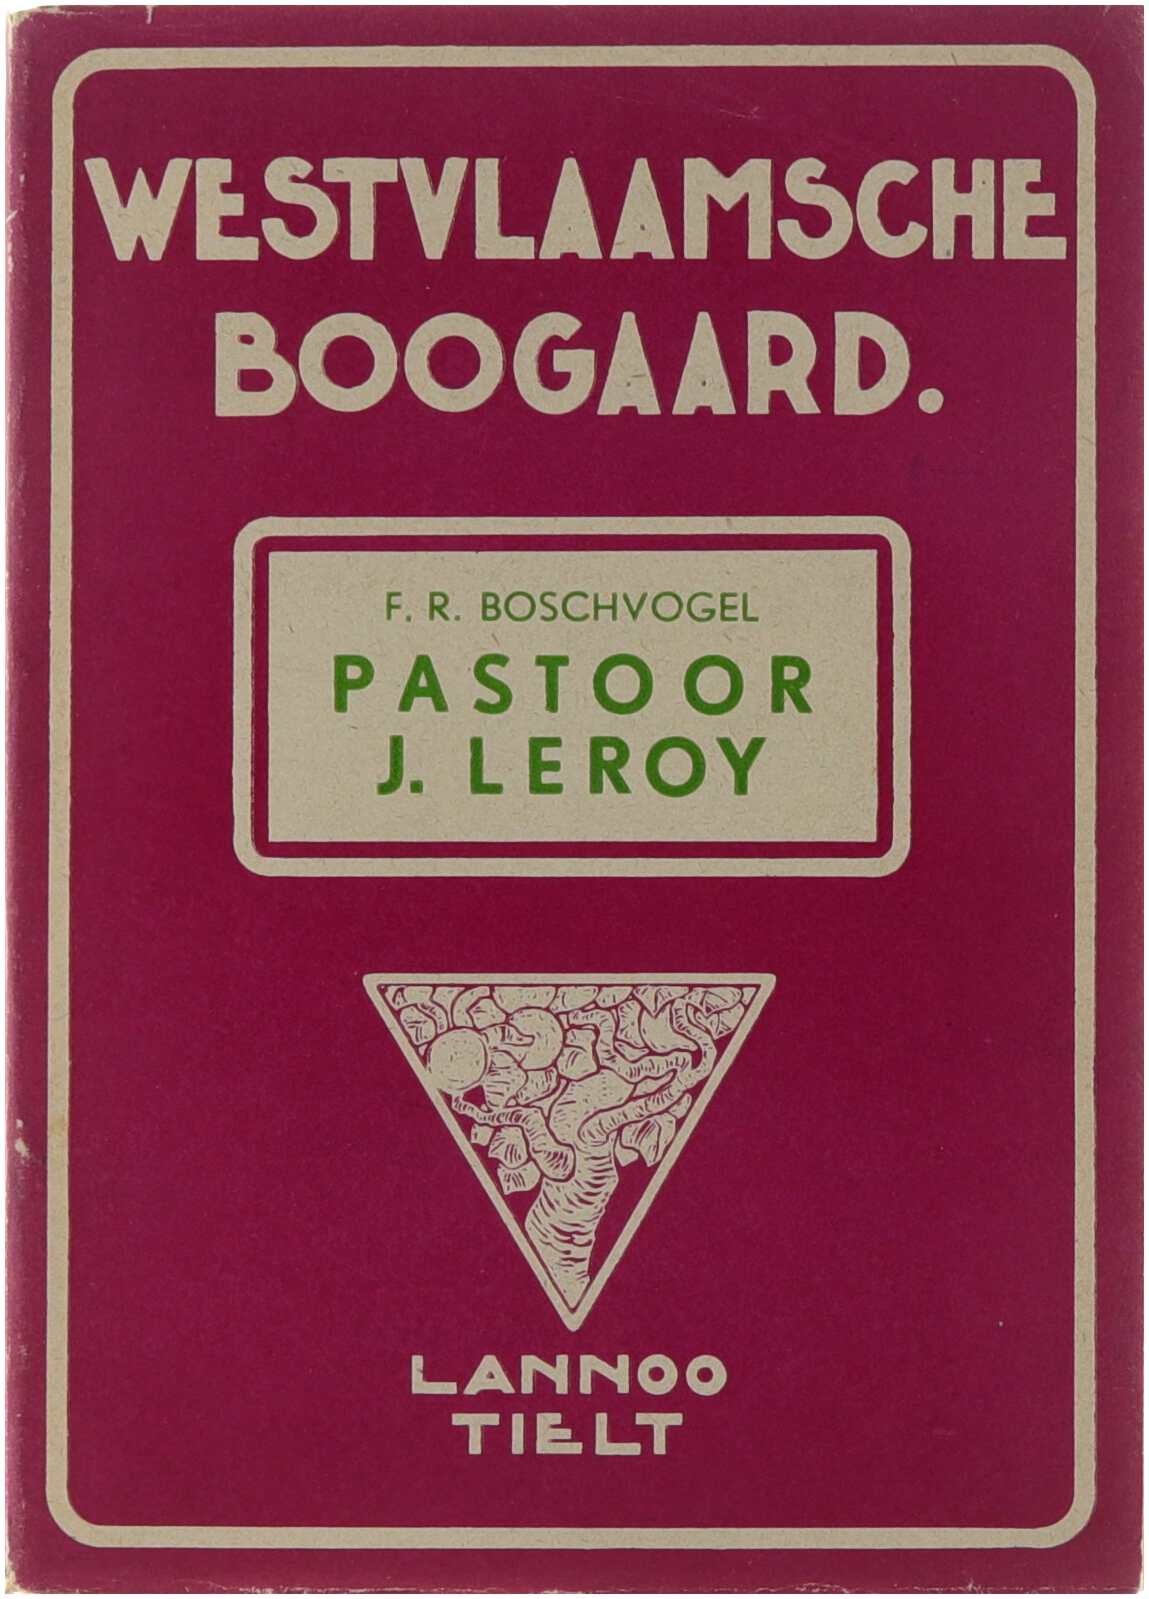 WESTVLAAMSCHE
BOOGAARD.
F. R. BOSCHVOGEL
PASTOOR
J. LEROY
LANNOO
TIELT